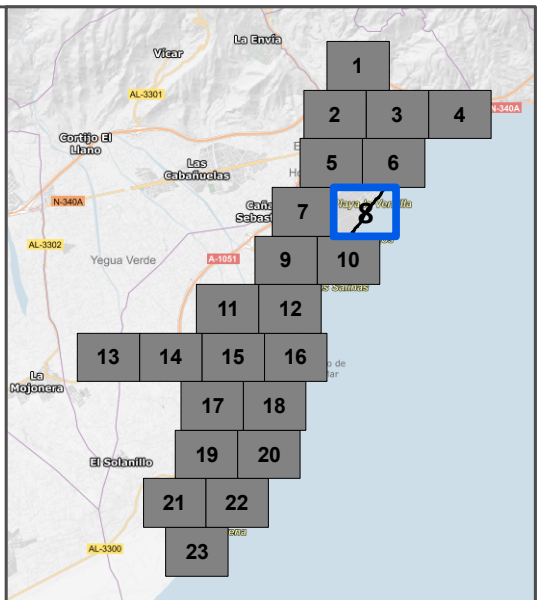 La Envía
Vícar
1
AL-3301
2 3 4
N-340A
Cortijo El
Llano
Las
Cabañuelas
5 6
N-340A
7
8
AL-3302
Yegua Verde
A-1051
9 10
11 12
13 14 15 16
La
Mojonera
17 18
El Solanillo
19 20
21 22
AL-3300
23